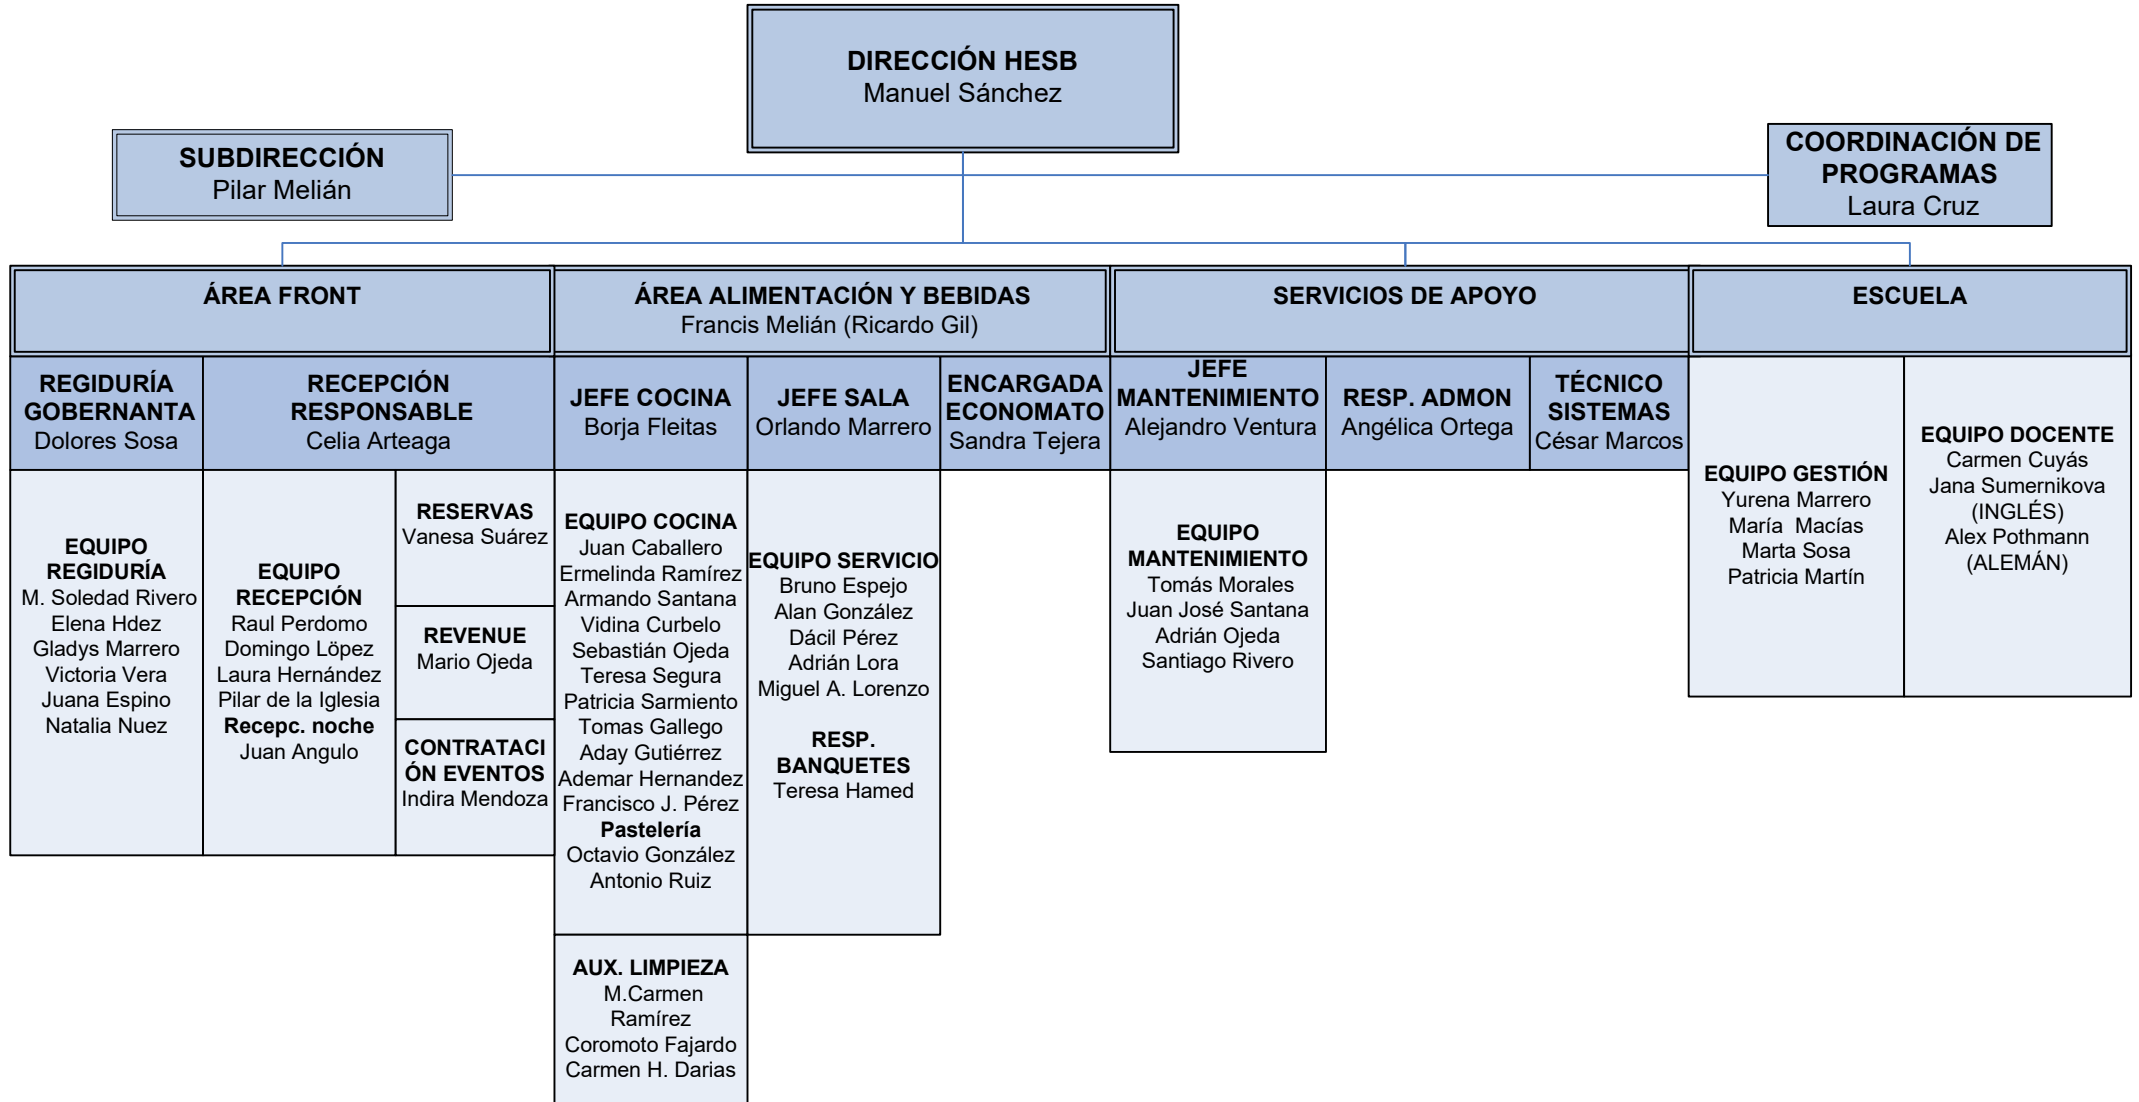 DIRECCIÓN HESB
Manuel Sánchez
SUBDIRECCIÓN
Pilar Melián
COORDINACIÓN DE
PROGRAMAS
Laura Cruz
ÁREA FRONT
ÁREA ALIMENTACIÓN Y BEBIDAS
Francis Melián (Ricardo Gil)
SERVICIOS DE APOYO
ESCUELA
REGIDURÍA
GOBERNANTA
Dolores Sosa
RECEPCIÓN
RESPONSABLE
Celia Arteaga
JEFE COCINA
Borja Fleitas
JEFE SALA
Orlando Marrero
ENCARGADA
ECONOMATO
Sandra Tejera
JEFE
MANTENIMIENTO
Alejandro Ventura
RESP. ADMON
Angélica Ortega
TÉCNICO
SISTEMAS
César Marcos
EQUIPO
REGIDURÍA
M. Soledad Rivero
Elena Hdez
Gladys Marrero
Victoria Vera
Juana Espino
Natalia Nuez
EQUIPO
RECEPCIÓN
Raul Perdomo
Domingo Löpez
Laura Hernández
Pilar de la Iglesia
Recepc. noche
Juan Angulo
RESERVAS
Vanesa Suárez
REVENUE
Mario Ojeda
CONTRATACI
ÓN EVENTOS
Indira Mendoza
EQUIPO COCINA
Juan Caballero
Ermelinda Ramírez
Armando Santana
Vidina Curbelo
Sebastián Ojeda
Teresa Segura
Patricia Sarmiento
Tomas Gallego
Aday Gutiérrez
Ademar Hernandez
Francisco J. Pérez
Pastelería
Octavio González
Antonio Ruiz
AUX. LIMPIEZA
M.Carmen
Ramírez
Coromoto Fajardo
Carmen H. Darias
EQUIPO SERVICIO
Bruno Espejo
Alan González
Dácil Pérez
Adrián Lora
Miguel A. Lorenzo
RESP.
BANQUETES
Teresa Hamed
EQUIPO
MANTENIMIENTO
Tomás Morales
Juan José Santana
Adrián Ojeda
Santiago Rivero
EQUIPO GESTIÓN
Yurena Marrero
María  Macías
Marta Sosa
Patricia Martín
EQUIPO DOCENTE
Carmen Cuyás
Jana Sumernikova
(INGLÉS)
Alex Pothmann
(ALEMÁN)